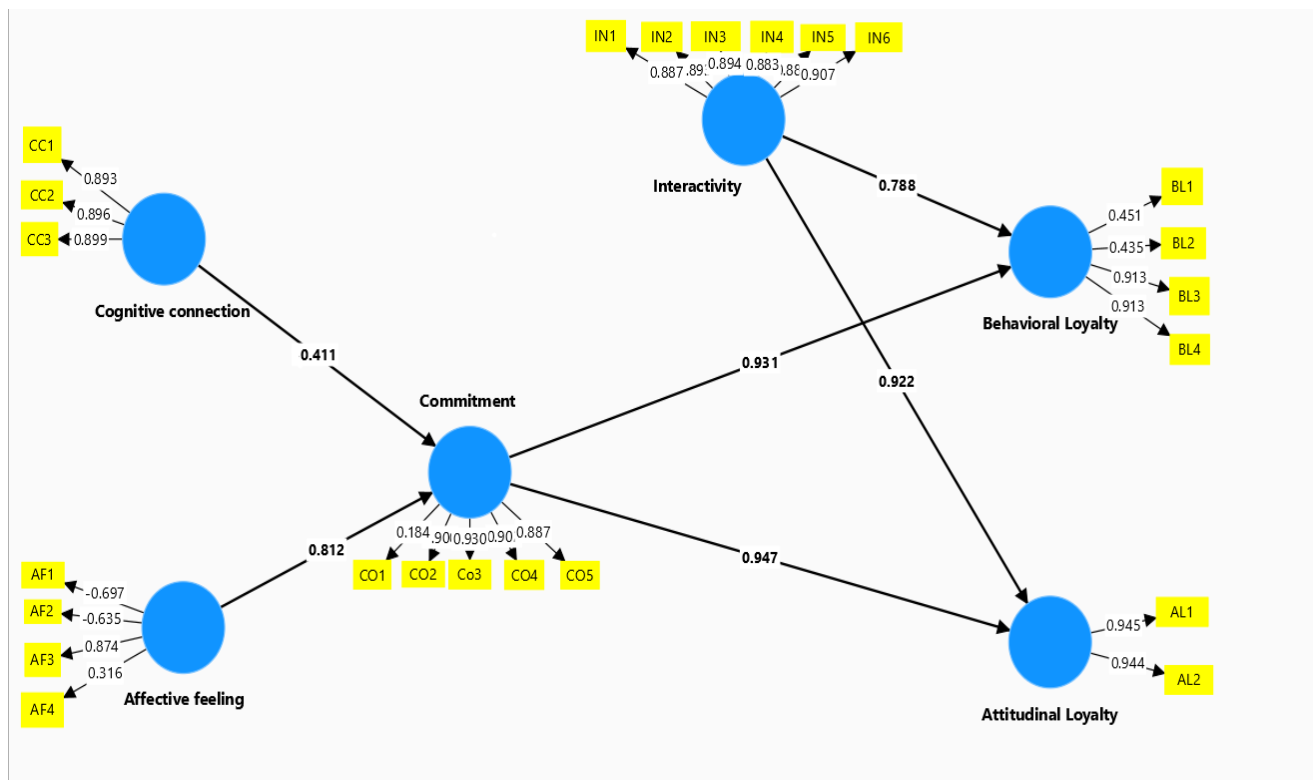 IN1 IN2 IN3 IN4 IN5 IN6
0.887 0.894 0.883 0.907
Interactivity
CC1
0.893
CC2
0.896
CC3
0.899
Cognitive connection
0.788
BL1
0.451
BL2
0.435
BL3
0.913
BL4
0.913
Behavioral Loyalty
0.411
0.931
0.922
Commitment
0.184 0.930 0.887
CO1 CO2 Co3 CO4 CO5
0.812
0.947
AF1
-0.697
AF2
-0.635
AF3
0.874
AF4
0.316
Affective feeling
AL1
0.945
AL2
0.944
Attitudinal Loyalty